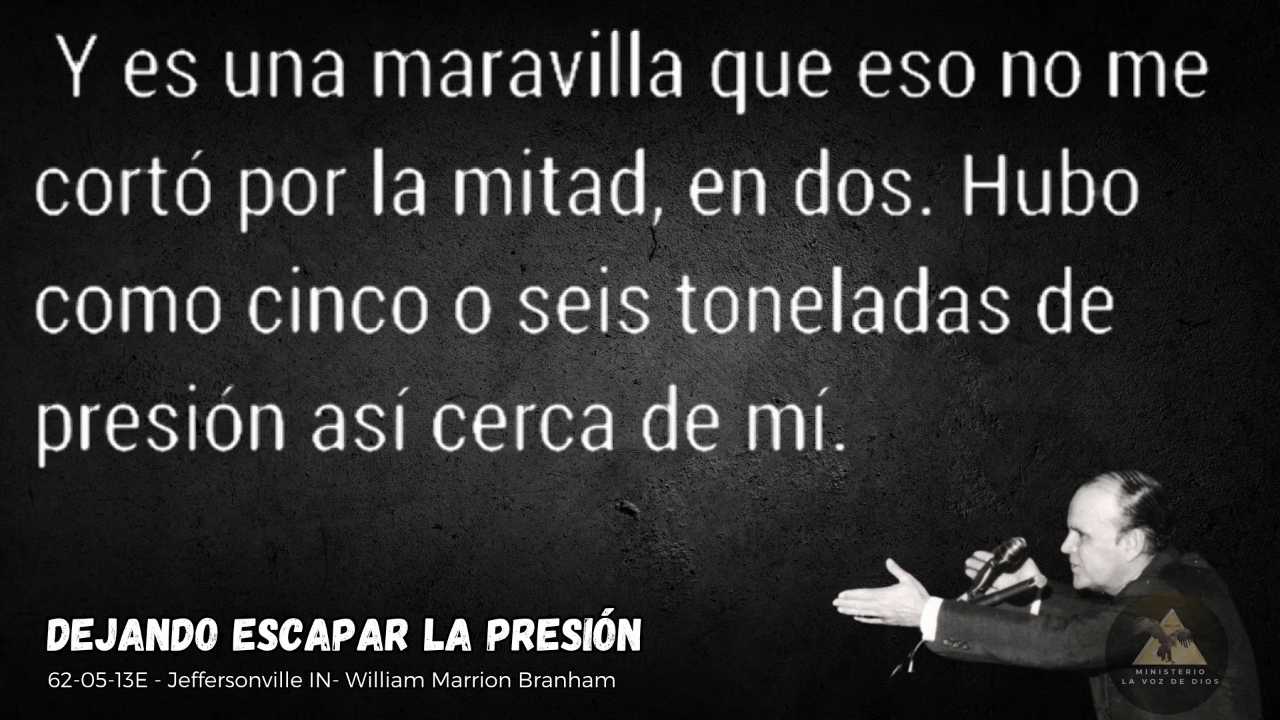 Y es una maravilla que eso no me
cortó por la mitad, en dos. Hubo
como cinco o seis toneladas de
presión así cerca de mí.
DEJANDO ESCAPAR LA PRESIÓN
62-05-13E - Jeffersonville IN- William Marrion Branham
MINISTERIO
LA VOZ DE DIOS